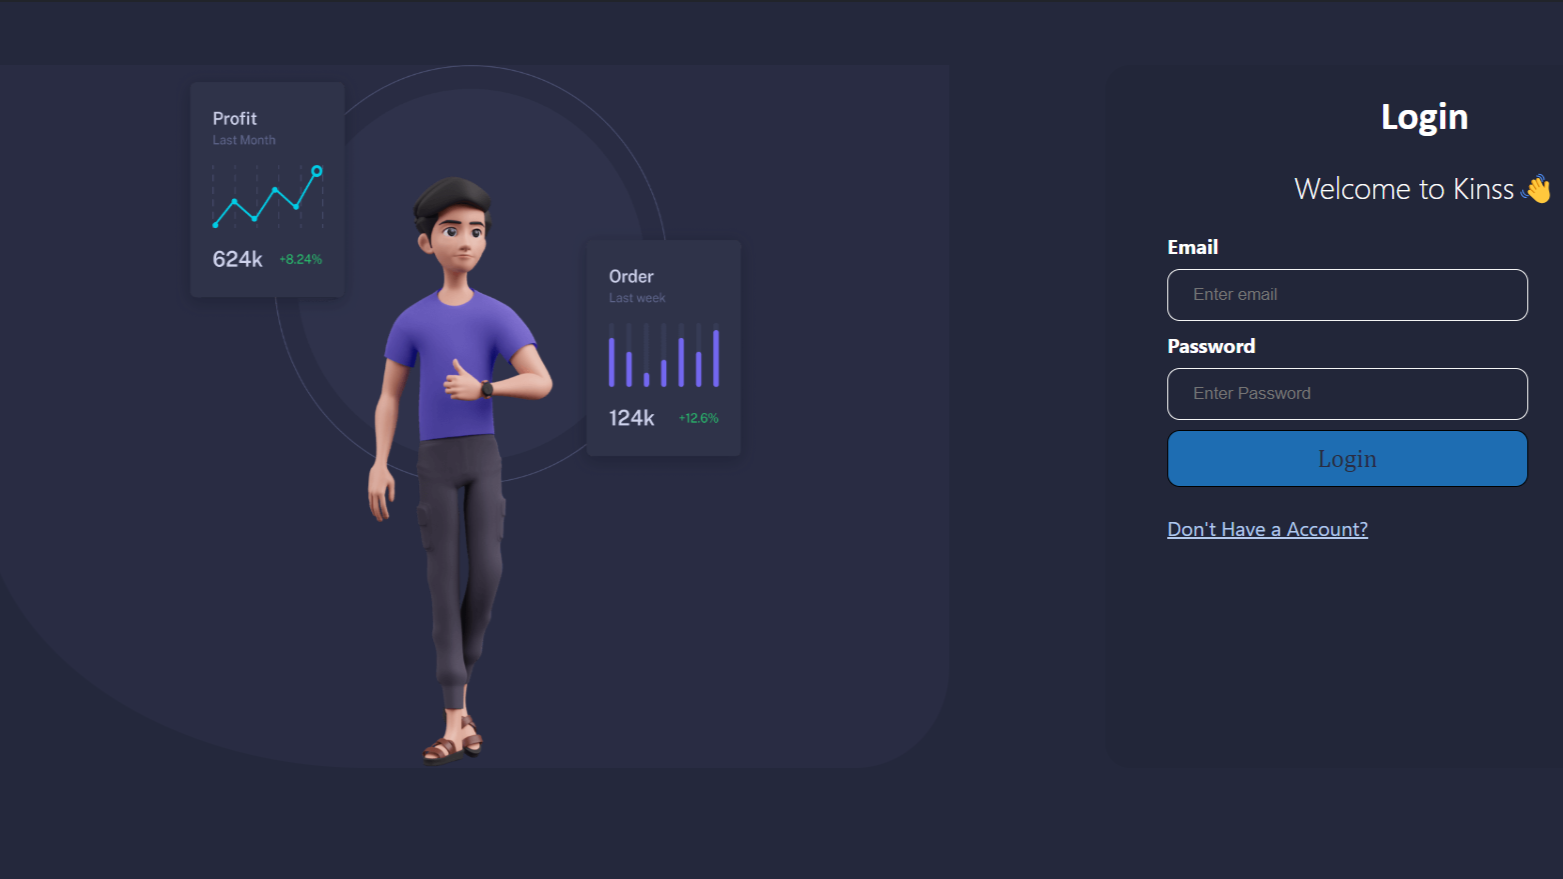 Profit
Last Month
624k +8.24%
Order
Last week
124k +12.6%
Login
Welcome to Kinss 👋
Email
Enter email
Password
Enter Password
Login
Don't Have a Account?